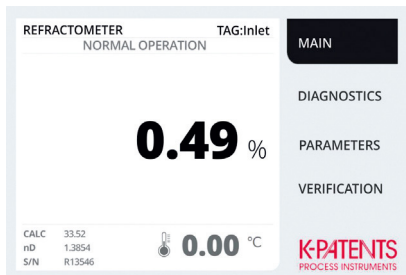 REFRACTOMETER TAG:Inlet
NORMAL OPERATION
0.49 %
CALC 33.52
nD 1.3854
S/N R13546
0.00 °C
MAIN
DIAGNOSTICS
PARAMETERS
VERIFICATION
K-PATENTS
PROCESS INSTRUMENTS